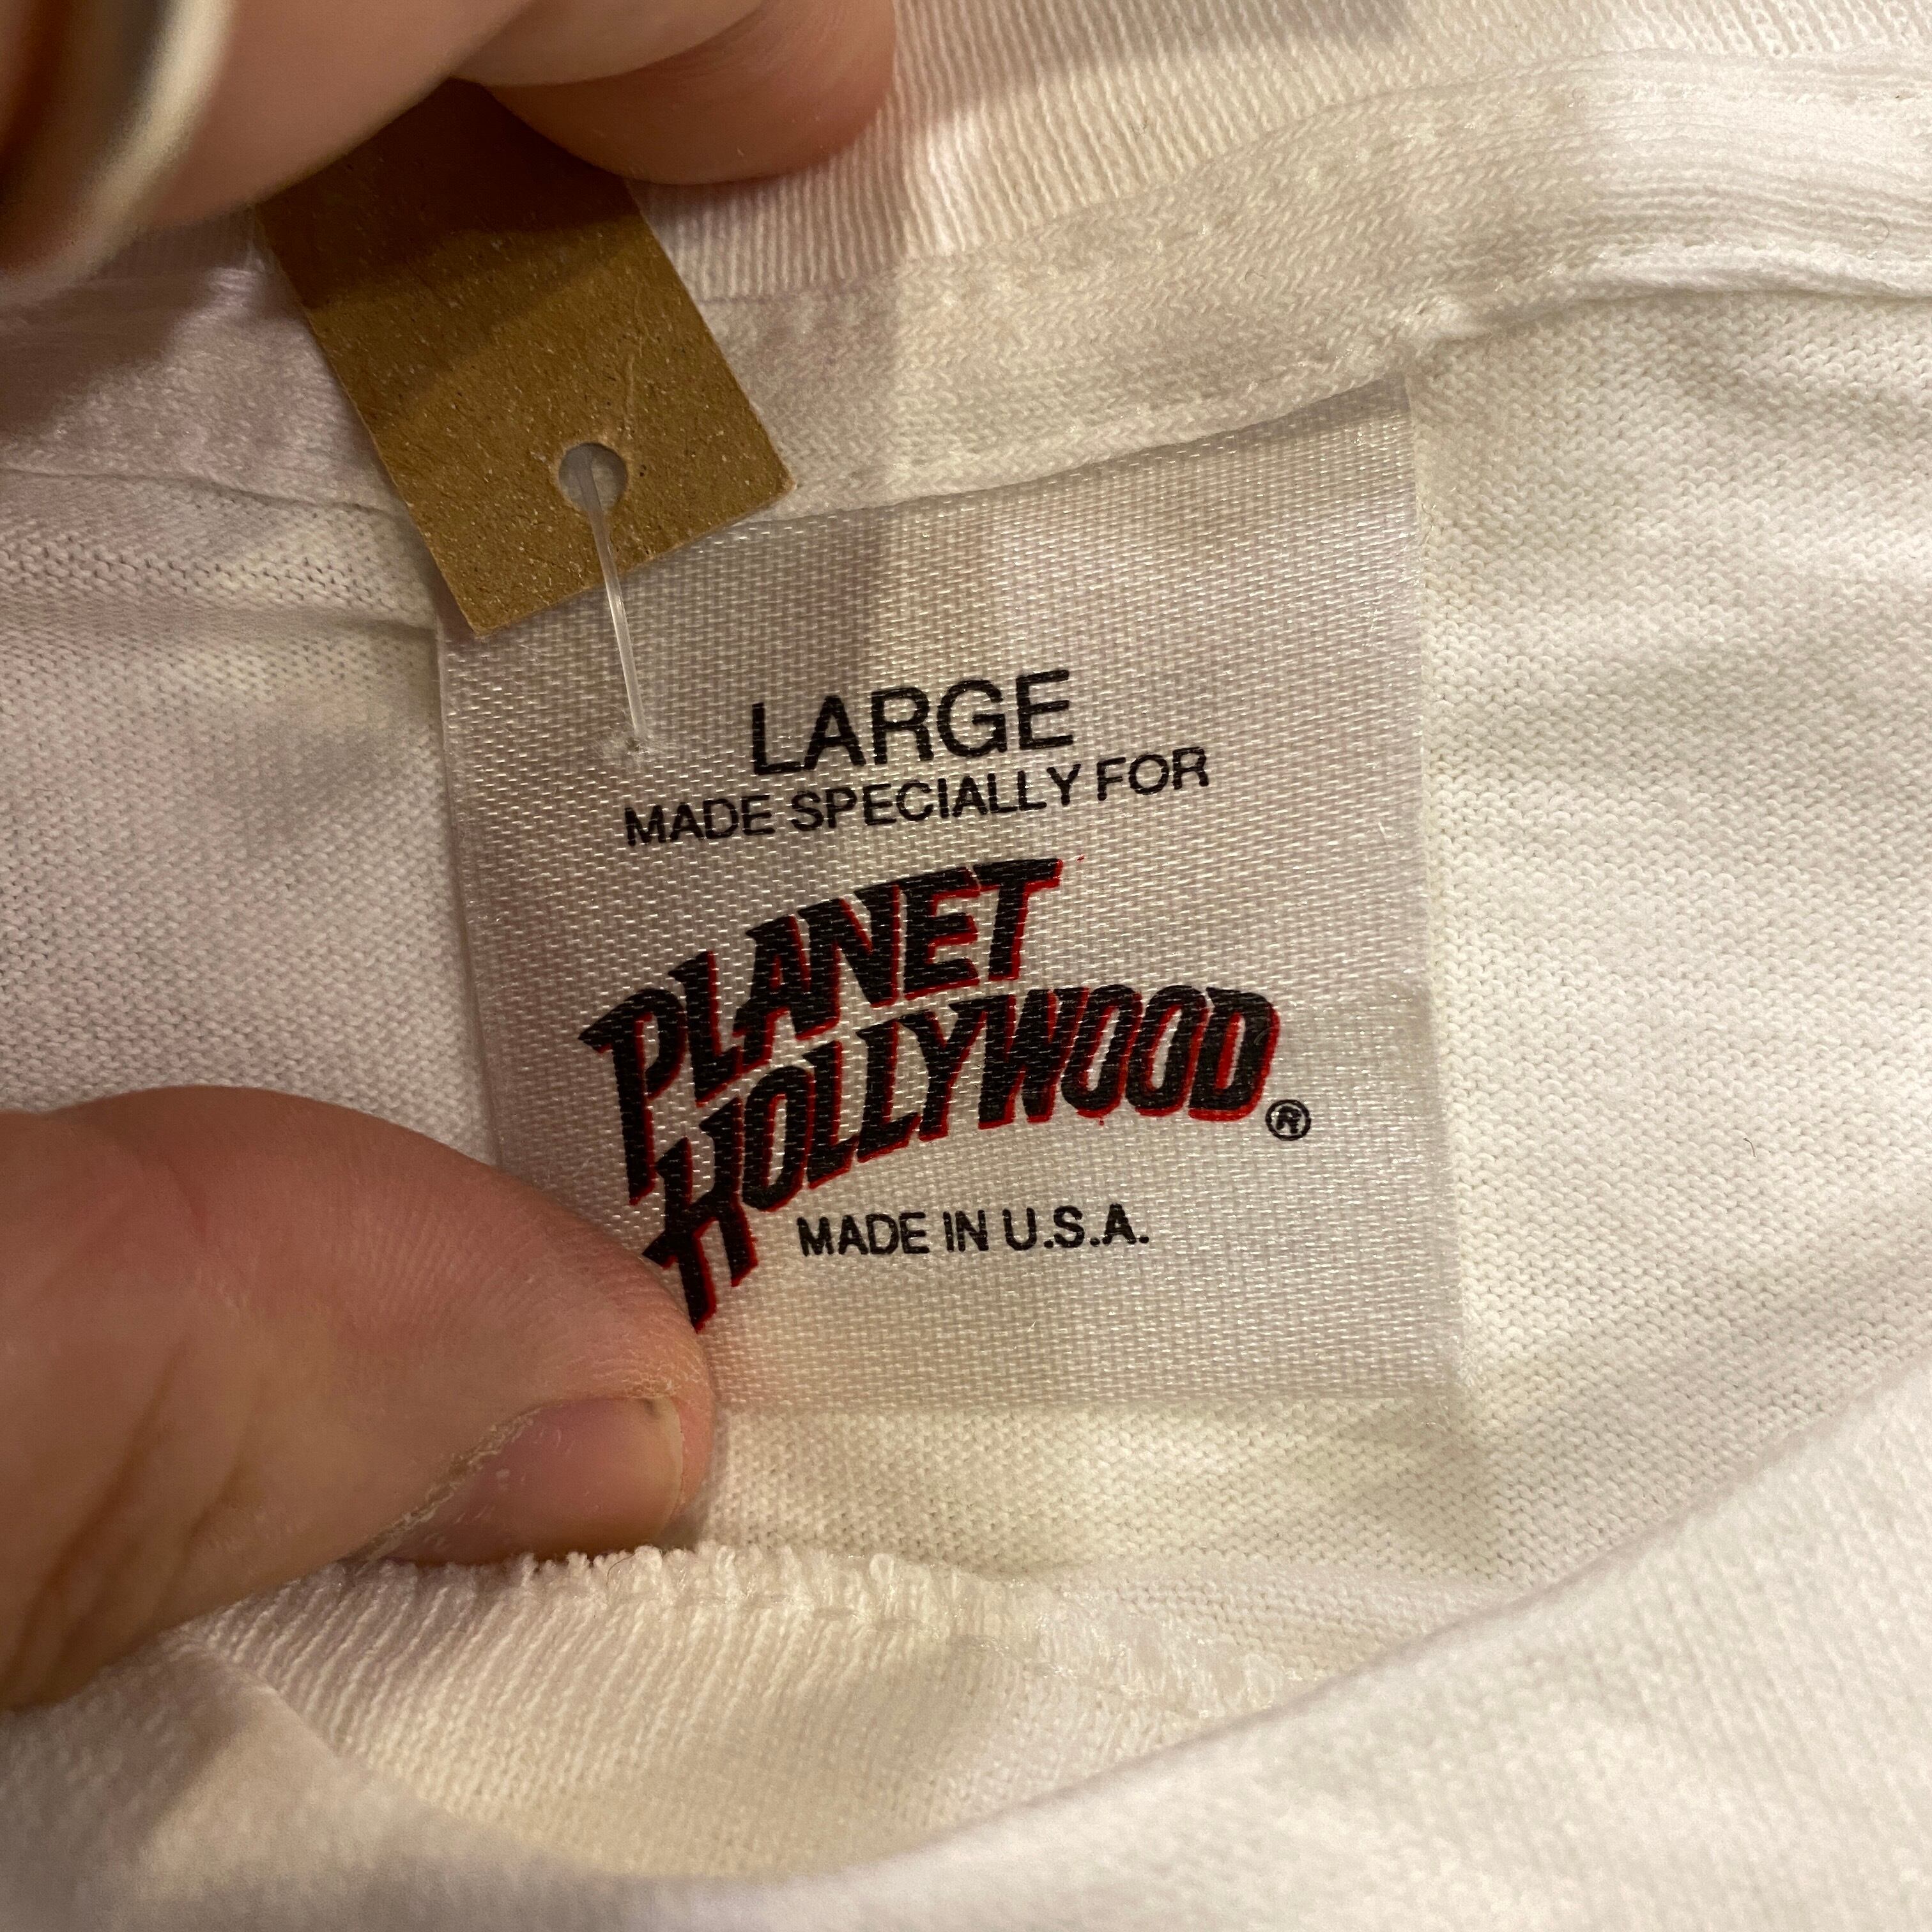 LARGE
MADE SPECIALLY FOR
PLANET
HOLLYWOOD®
MADE IN U.S.A.